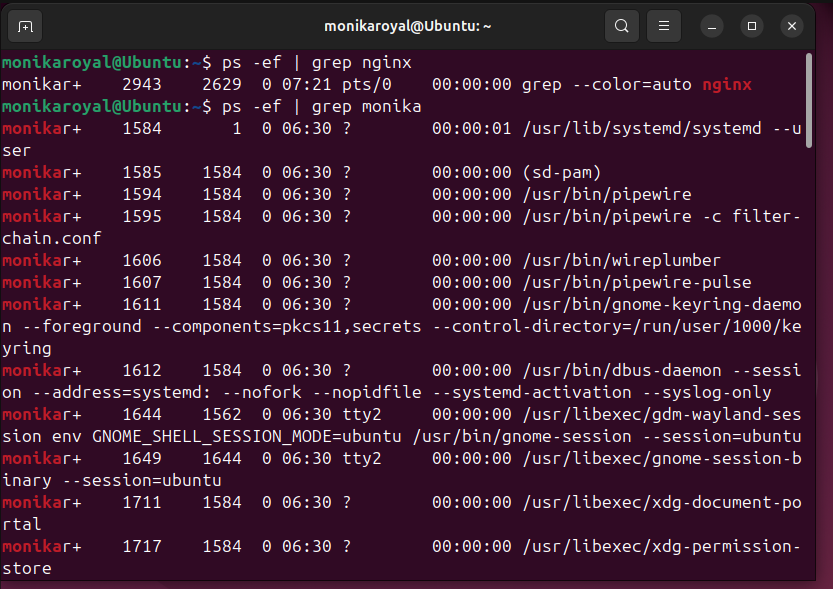 monikaroyal@Ubuntu: ~
monikaroyal@Ubuntu:~$ ps -ef | grep nginx
monikar+    2943    2629  0 07:21 pts/0    00:00:00 grep --color=auto nginx
monikaroyal@Ubuntu:~$ ps -ef | grep monika
monikar+    1584       1  0 06:30 ?        00:00:01 /usr/lib/systemd/systemd --u
ser
monikar+    1585    1584  0 06:30 ?        00:00:00 (sd-pam)
monikar+    1594    1584  0 06:30 ?        00:00:00 /usr/bin/pipewire
monikar+    1595    1584  0 06:30 ?        00:00:00 /usr/bin/pipewire -c filter-
chain.conf
monikar+    1606    1584  0 06:30 ?        00:00:00 /usr/bin/wireplumber
monikar+    1607    1584  0 06:30 ?        00:00:00 /usr/bin/pipewire-pulse
monikar+    1611    1584  0 06:30 ?        00:00:00 /usr/bin/gnome-keyring-daemo
n --foreground --components=pkcs11,secrets --control-directory=/run/user/1000/ke
yring
monikar+    1612    1584  0 06:30 ?        00:00:00 /usr/bin/dbus-daemon --sessi
on --address=systemd: --nofork --nopidfile --systemd-activation --syslog-only
monikar+    1644    1562  0 06:30 tty2     00:00:00 /usr/libexec/gdm-wayland-ses
sion env GNOME_SHELL_SESSION_MODE=ubuntu /usr/bin/gnome-session --session=ubuntu
monikar+    1649    1644  0 06:30 tty2     00:00:00 /usr/libexec/gnome-session-b
inary --session=ubuntu
monikar+    1711    1584  0 06:30 ?        00:00:00 /usr/libexec/xdg-document-po
rtal
monikar+    1717    1584  0 06:30 ?        00:00:00 /usr/libexec/xdg-permission-
store